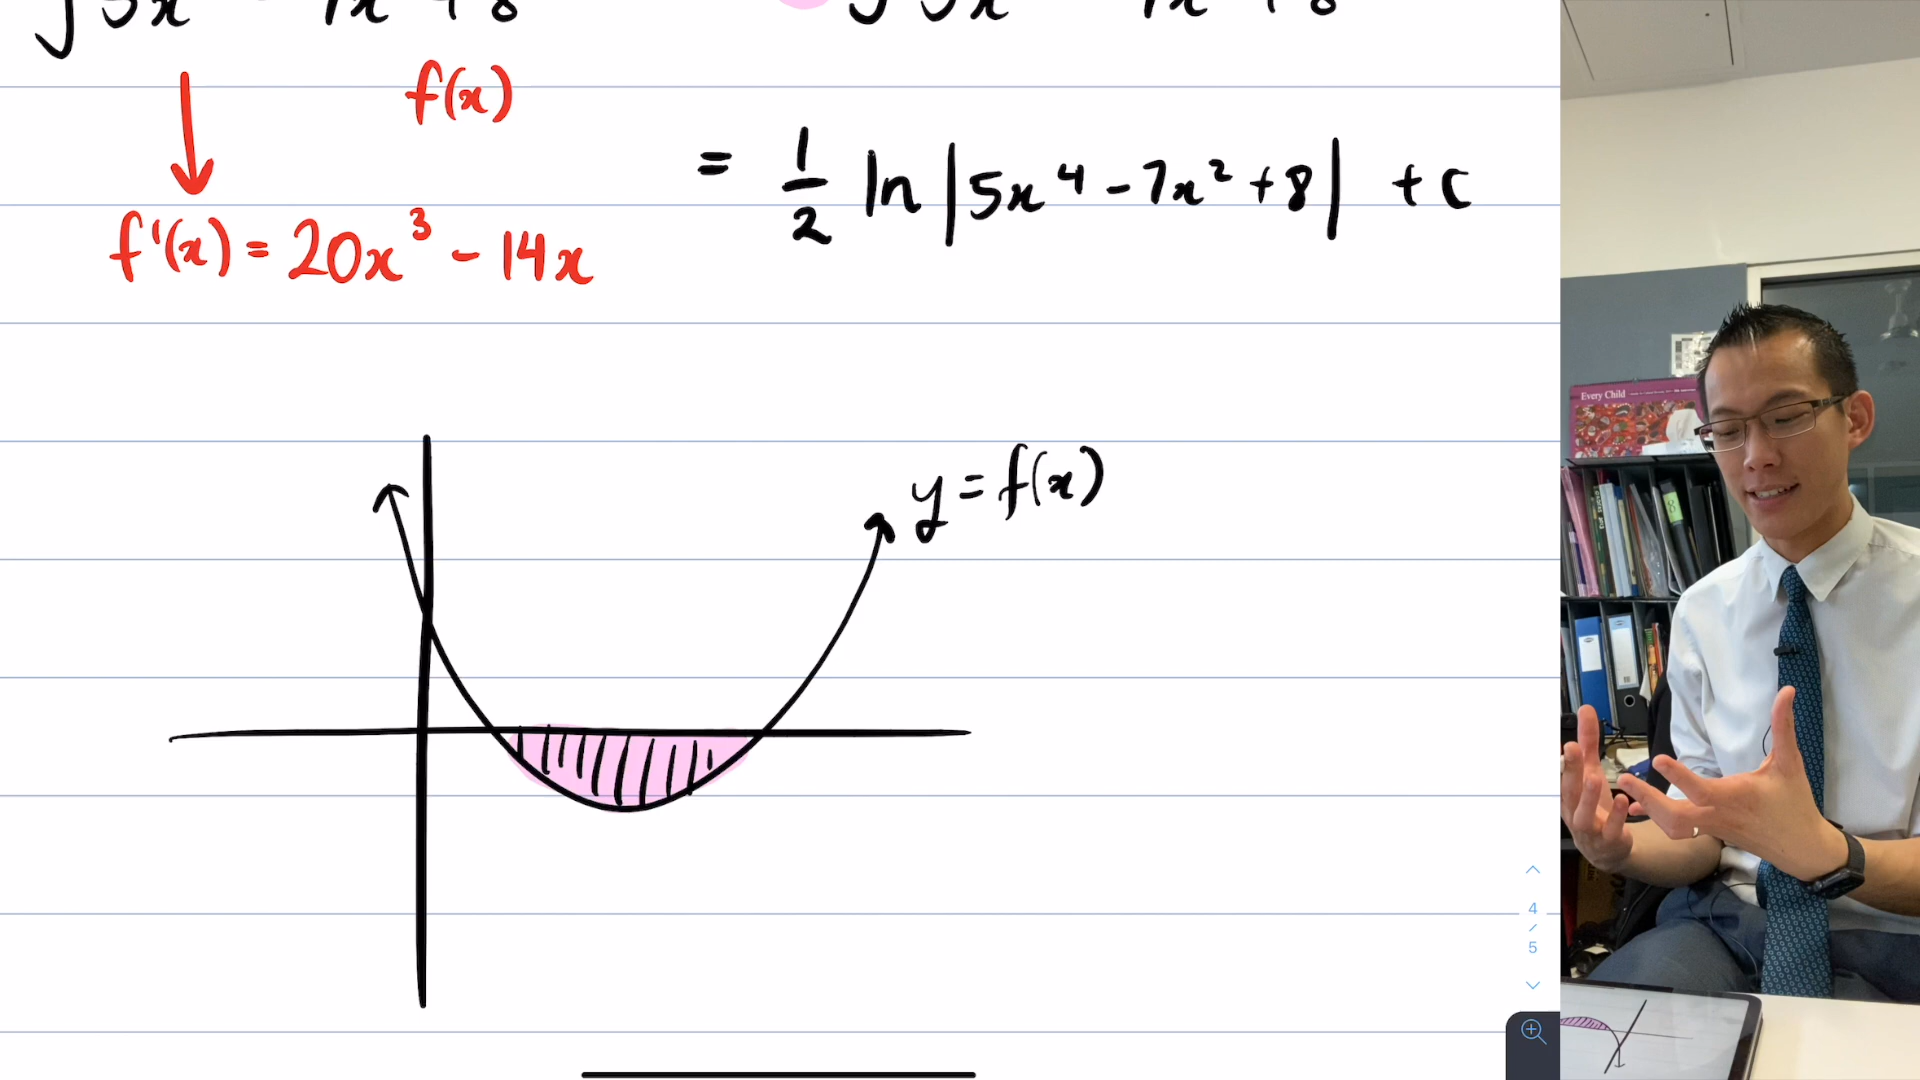 f(x)
f'(x) = 20x³ - 14x
= 1/2 ln |5x⁴ - 7x² + 8| + c
y = f(x)
Every Child
4
/
5